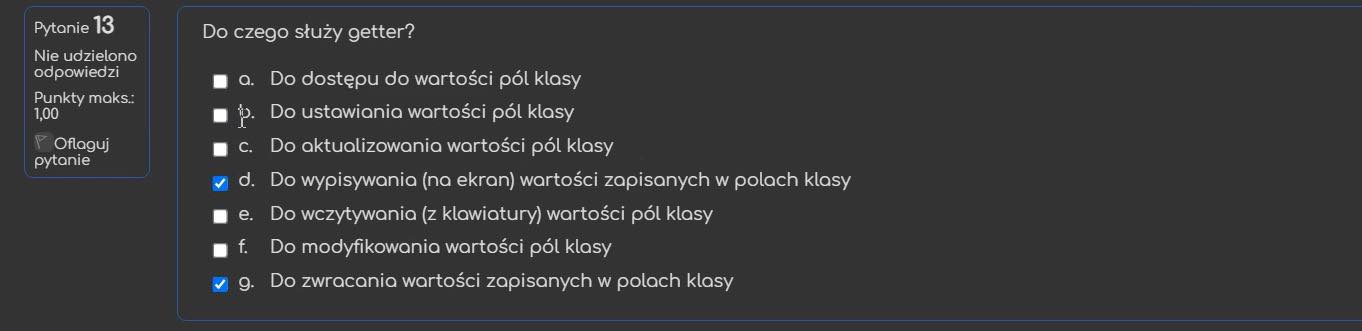 Pytanie 13
Nie udzielono
odpowiedzi
Punkty maks.:
1,00
Oflaguj
pytanie
Do czego służy getter?
a. Do dostępu do wartości pól klasy
b. Do ustawiania wartości pól klasy
c. Do aktualizowania wartości pól klasy
d. Do wypisywania (na ekran) wartości zapisanych w polach klasy
e. Do wczytywania (z klawiatury) wartości pól klasy
f. Do modyfikowania wartości pól klasy
g. Do zwracania wartości zapisanych w polach klasy